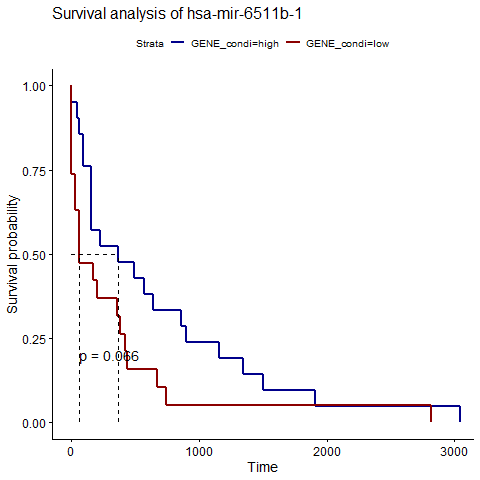 Survival analysis of hsa-mir-6511b-1
Strata GENE_condi=high GENE_condi=low
Survival probability
1.00
0.75
0.50
0.25
0.00
p = 0.066
0 1000 2000 3000
Time